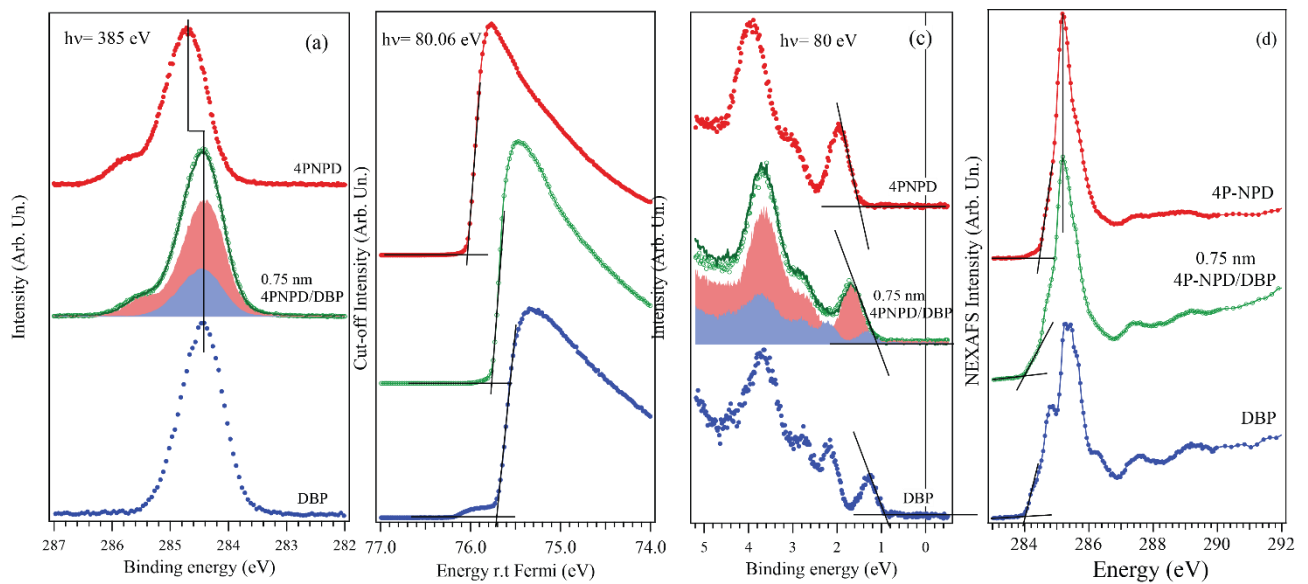 hν= 385 eV
(a)
4PNPD
0.75 nm
4PNPD/DBP
DBP
Intensity (Arb. Un.)
287 286 285 284 283 282
Binding energy (eV)
hν= 80.06 eV
Cut-off Intensity (Arb. Un.)
77.0 76.0 75.0 74.0
Energy r.t Fermi (eV)
hν= 80 eV
(c)
4PNPD
0.75 nm
4PNPD/DBP
DBP
Intensity (Arb. Un.)
5 4 3 2 1 0
Binding energy (eV)
(d)
4P-NPD
0.75 nm
4P-NPD/DBP
DBP
NEXAFS Intensity (Arb. Un.)
284 286 288 290 292
Energy (eV)